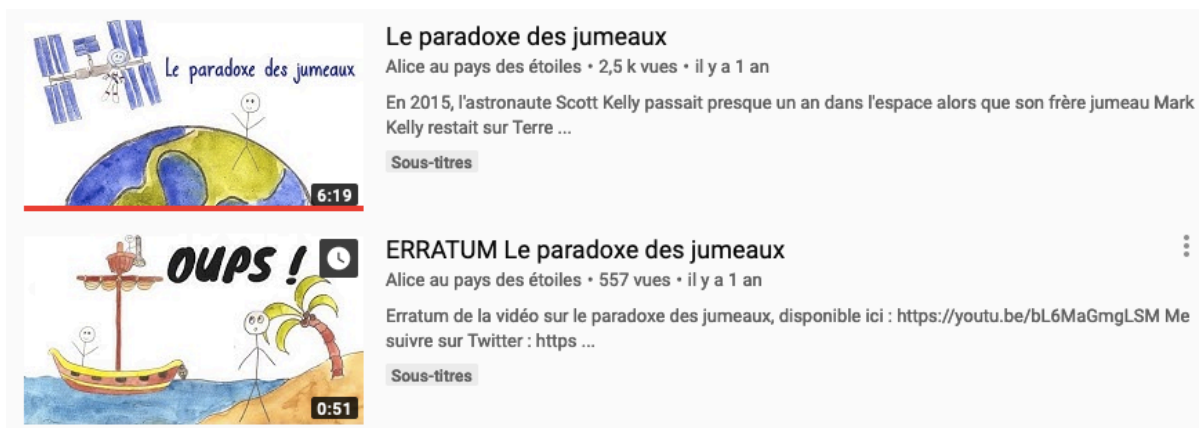 Le paradoxe des jumeaux
6:19
Le paradoxe des jumeaux
Alice au pays des étoiles • 2,5 k vues • il y a 1 an
En 2015, l'astronaute Scott Kelly passait presque un an dans l'espace alors que son frère jumeau Mark
Kelly restait sur Terre ...
Sous-titres
OUPS !
0:51
ERRATUM Le paradoxe des jumeaux
Alice au pays des étoiles • 557 vues • il y a 1 an
Erratum de la vidéo sur le paradoxe des jumeaux, disponible ici : https://youtu.be/bL6MaGmgLSM Me
suivre sur Twitter : https ...
Sous-titres